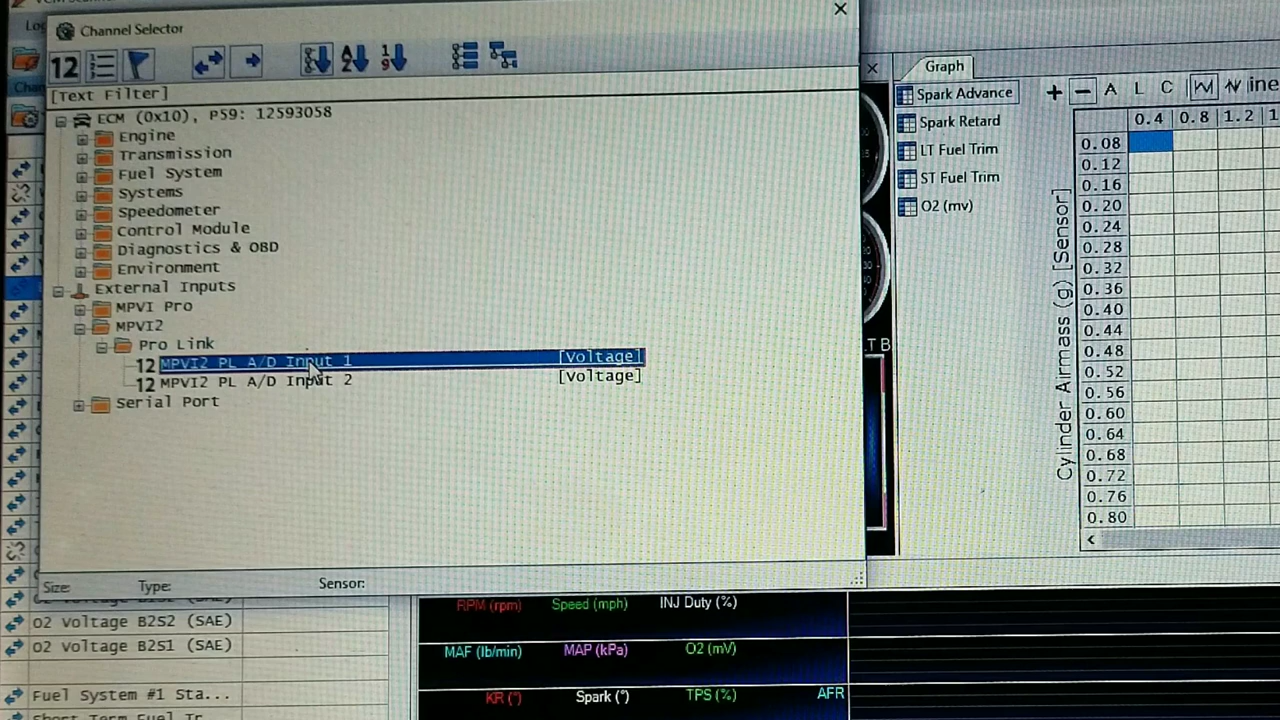 Channel Selector
12
[Text Filter]
ECM (0x10), P59: 12593058
Engine
Transmission
Fuel System
Systems
Speedometer
Control Module
Diagnostics & OBD
Environment
External Inputs
MPVI Pro
MPVI2
Pro Link
12 MPVI2 PL A/D Input 1 [Voltage]
12 MPVI2 PL A/D Input 2 [Voltage]
Serial Port
Size: Type: Sensor:
O2 Voltage B2S2 (SAE)
O2 Voltage B2S1 (SAE)
Fuel System #1 Sta...
Graph
Spark Advance
Spark Retard
LT Fuel Trim
ST Fuel Trim
O2 (mv)
A L C
0.4 0.8 1.2
Cylinder Airmass (g) [Sensor]
0.08
0.12
0.16
0.20
0.24
0.28
0.32
0.36
0.40
0.44
0.48
0.52
0.56
0.60
0.64
0.68
0.72
0.76
0.80
RPM (rpm) Speed (mph) INJ Duty (%)
MAF (lb/min) MAP (kPa) O2 (mV)
KR (°) Spark (°) TPS (%) AFR